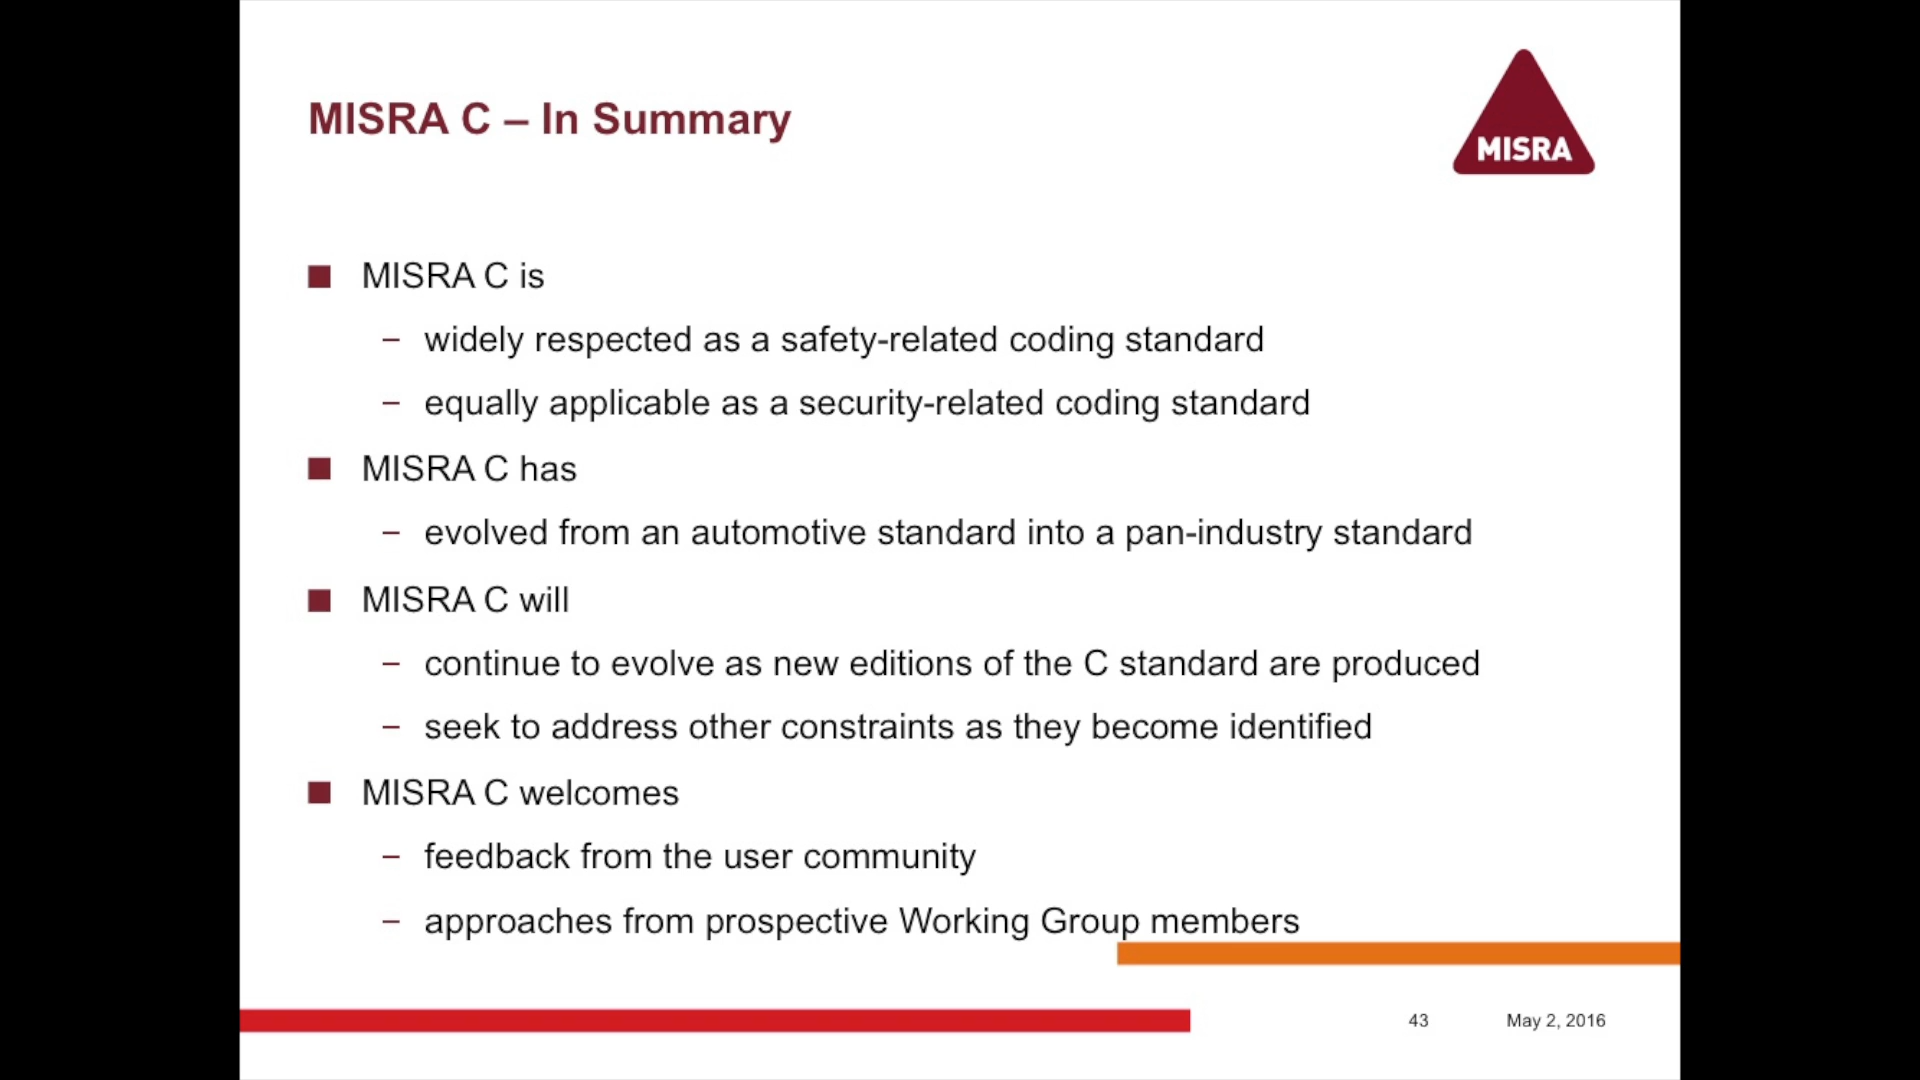 MISRA C – In Summary
MISRA
■ MISRA C is
– widely respected as a safety-related coding standard
– equally applicable as a security-related coding standard
■ MISRA C has
– evolved from an automotive standard into a pan-industry standard
■ MISRA C will
– continue to evolve as new editions of the C standard are produced
– seek to address other constraints as they become identified
■ MISRA C welcomes
– feedback from the user community
– approaches from prospective Working Group members
43 May 2, 2016